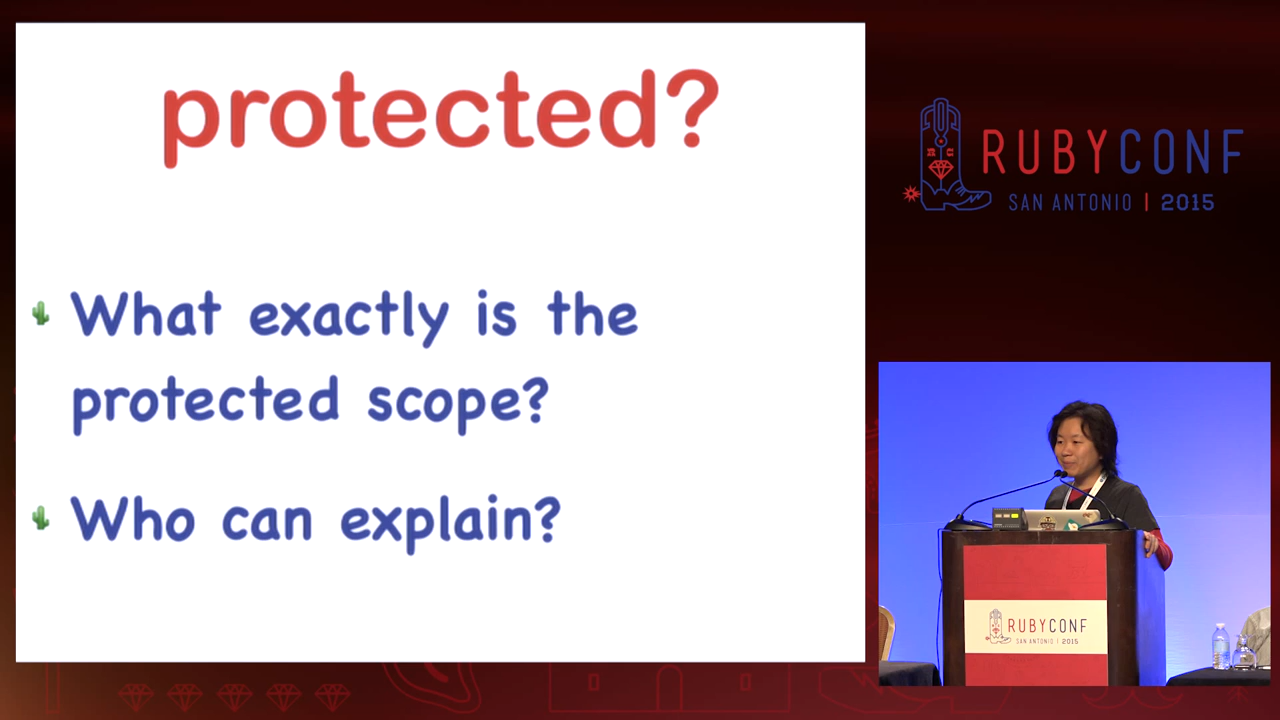 protected?
What exactly is the
protected scope?
Who can explain?
RUBYCONF
SAN ANTONIO | 2015
RUBYCONF
SAN ANTONIO | 2015